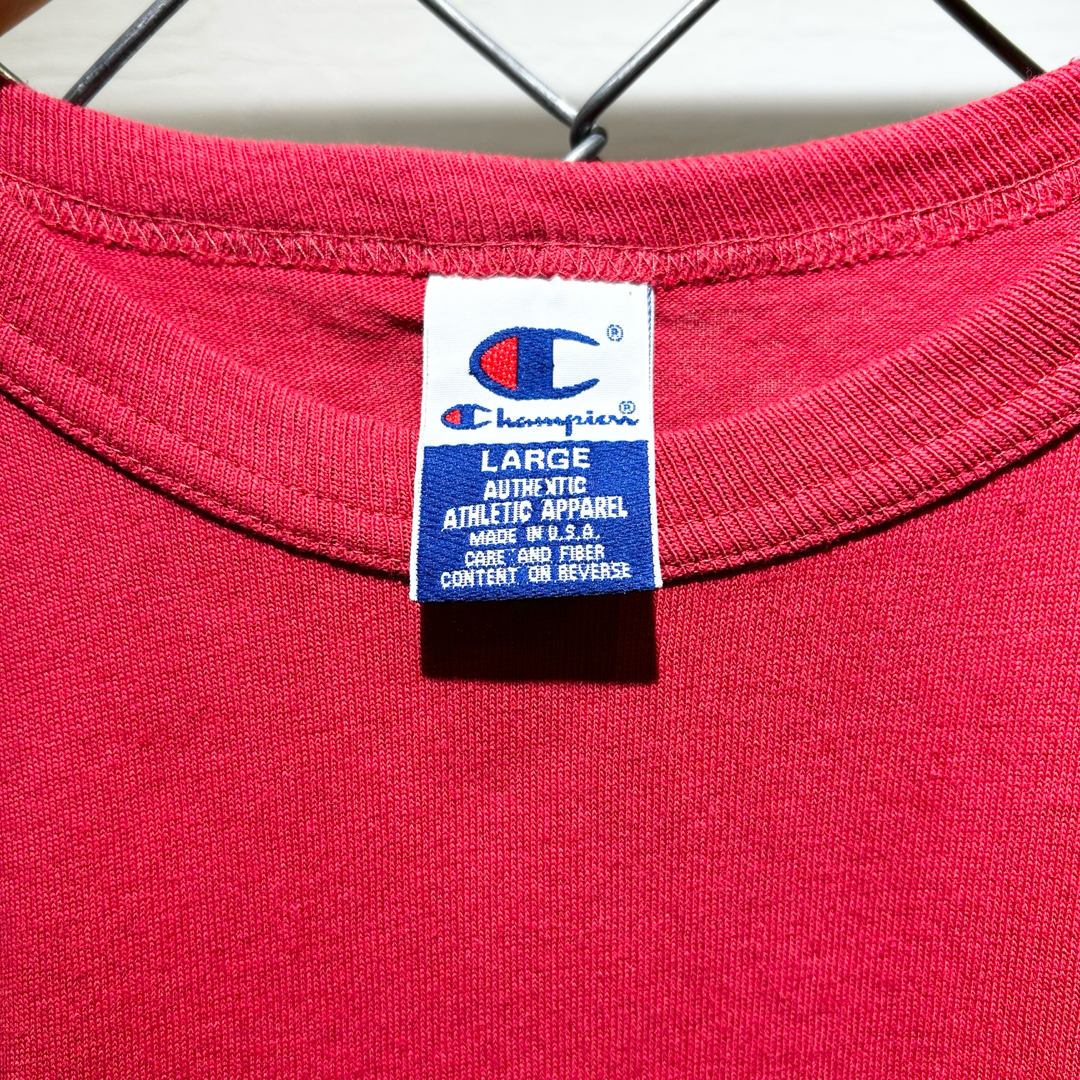 ®
Champion®
LARGE
AUTHENTIC
ATHLETIC APPAREL
MADE IN U.S.A.
CARE AND FIBER
CONTENT ON REVERSE